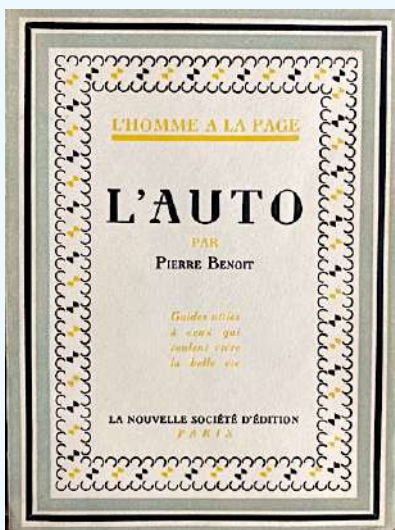 L'HOMME A LA PAGE
L'AUTO
PAR
PIERRE BENOIT
Guides utiles
à ceux qui
veulent vivre
la belle vie
LA NOUVELLE SOCIÉTÉ D'ÉDITION
PARIS